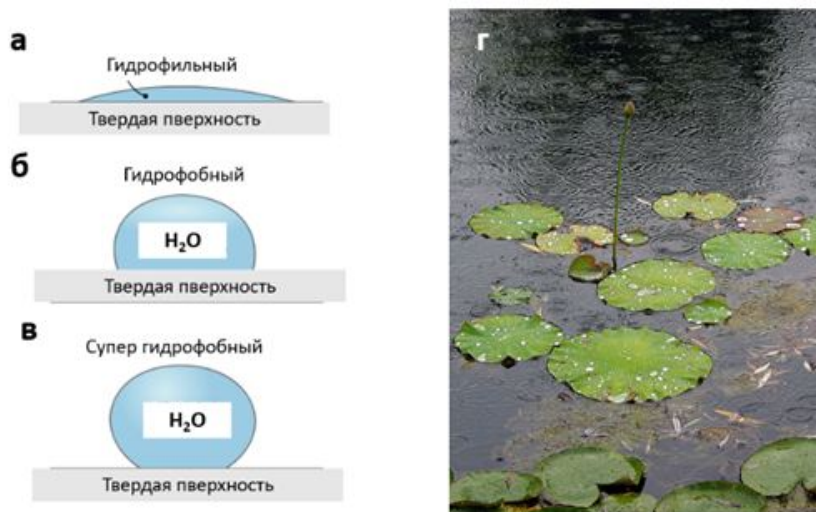 а
Гидрофильный
Твердая пверхность
б
Гидрофобный
H₂O
Твердая пверхность
в
Супер гидрофобный
H₂O
Твердая пверхность
г